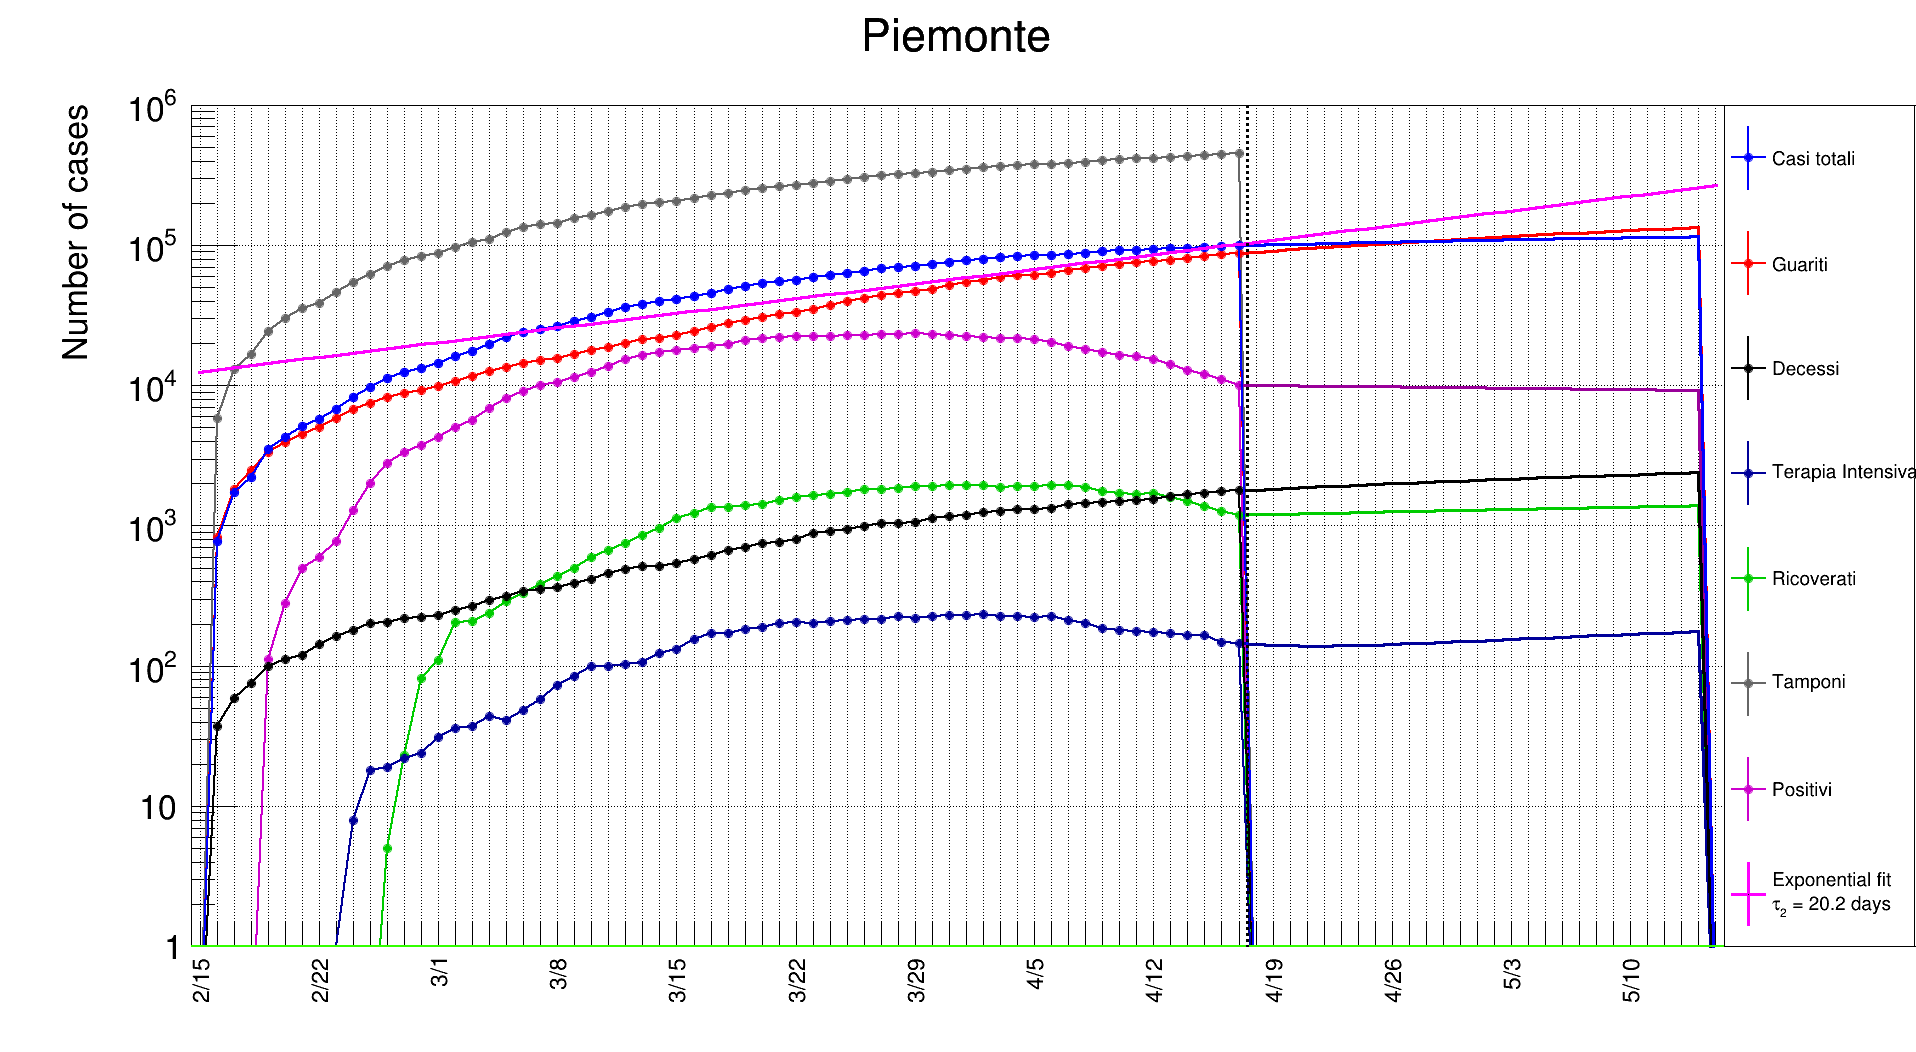 Piemonte
Number of cases
10^6
10^5
10^4
10^3
10^2
10
1
2/15
2/22
3/1
3/8
3/15
3/22
3/29
4/5
4/12
4/19
4/26
5/3
5/10
Casi totali
Guariti
Decessi
Terapia Intensiva
Ricoverati
Tamponi
Positivi
Exponential fit
τ₂ = 20.2 days